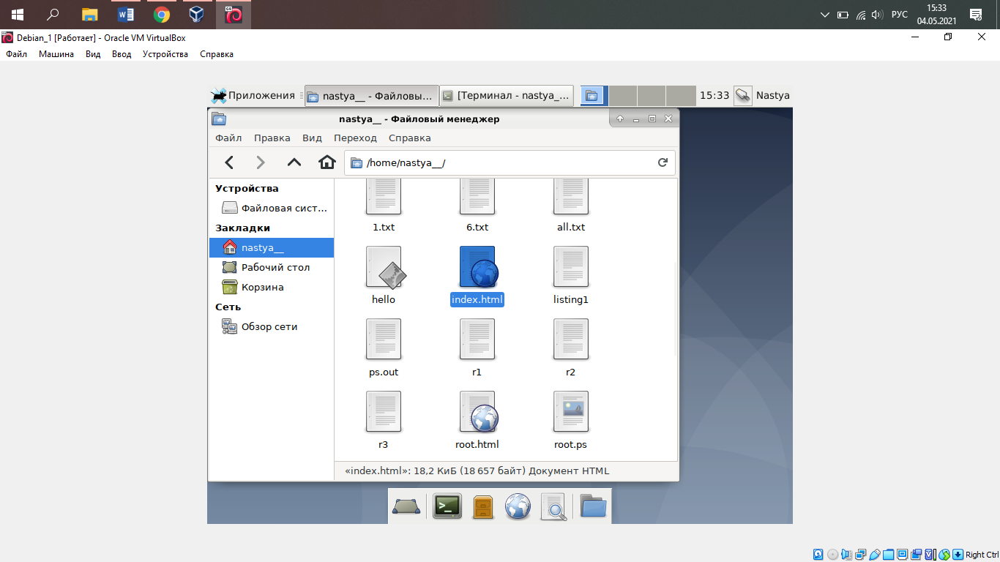 РУС
15:33
04.05.2021
64
Debian_1 [Работает] - Oracle VM VirtualBox
Файл Машина Вид Ввод Устройства Справка
Приложения nastya__ - Файловы... [Терминал - nastya_... 15:33 Nastya
nastya__ - Файловый менеджер
Файл Правка Вид Переход Справка
/home/nastya__/
Устройства
Файловая сист...
Закладки
nastya__
Рабочий стол
Корзина
Сеть
Обзор сети
1.txt 6.txt all.txt
hello index.html listing1
ps.out r1 r2
r3 root.html root.ps
«index.html»: 18,2 КиБ (18 657 байт) Документ HTML
Right Ctrl